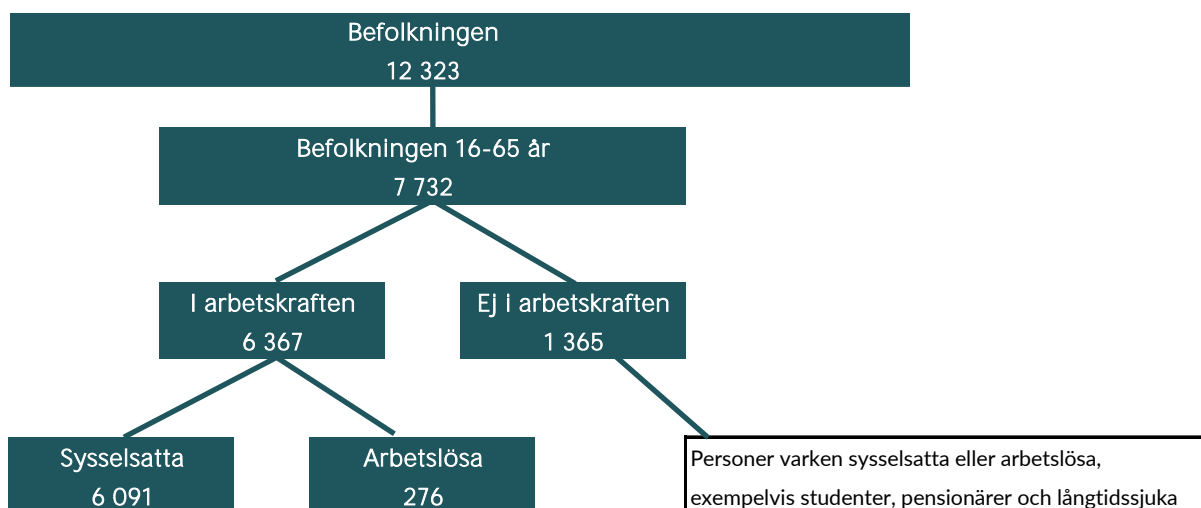 Befolkningen
12 323
Befolkningen 16-65 år
7 732
I arbetskraften
6 367
Ej i arbetskraften
1 365
Sysselsatta
6 091
Arbetslösa
276
Personer varken sysselsatta eller arbetslösa,
exempelvis studenter, pensionärer och långtidssjuka